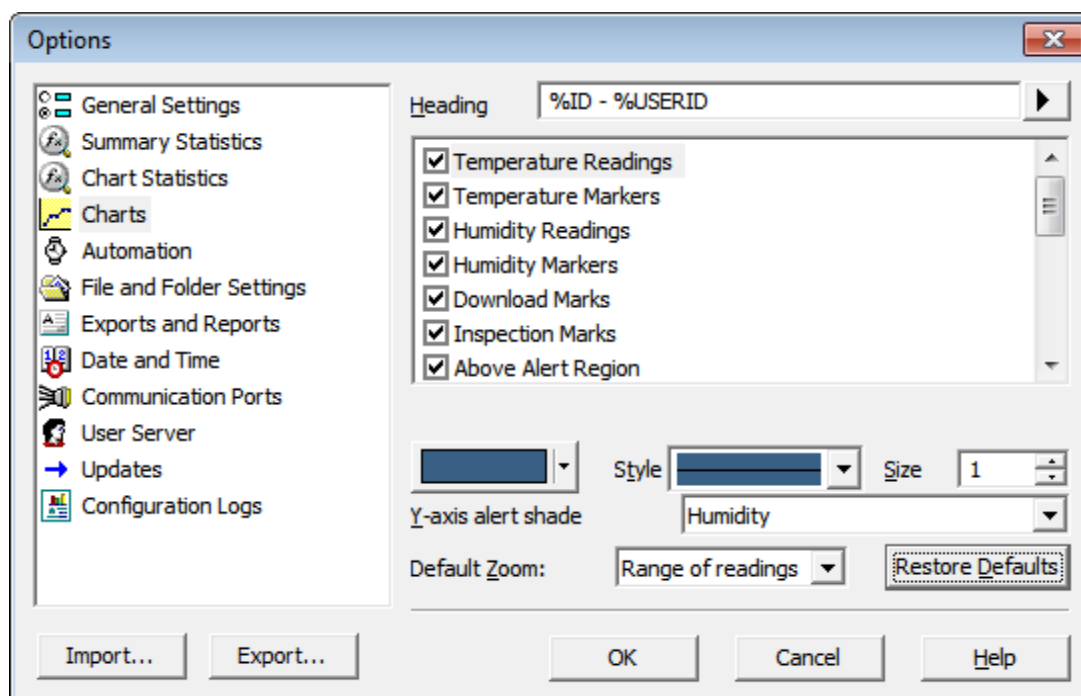 Options
General Settings
Summary Statistics
Chart Statistics
Charts
Automation
File and Folder Settings
Exports and Reports
Date and Time
Communication Ports
User Server
Updates
Configuration Logs
Import...
Export...
Heading %ID - %USERID
Temperature Readings
Temperature Markers
Humidity Readings
Humidity Markers
Download Marks
Inspection Marks
Above Alert Region
Style Size 1
Y-axis alert shade Humidity
Default Zoom: Range of readings Restore Defaults
OK Cancel Help